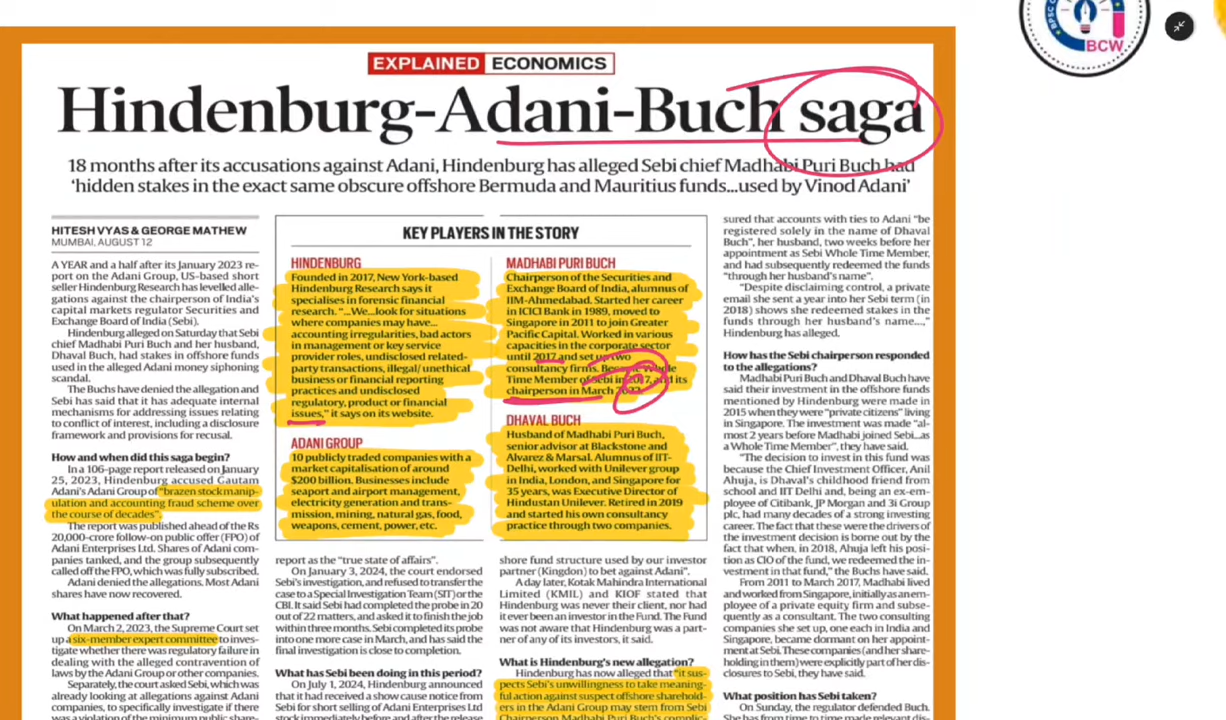 BPSC
BCW
EXPLAINED ECONOMICS
Hindenburg-Adani-Buch saga
18 months after its accusations against Adani, Hindenburg has alleged Sebi chief Madhabi Puri Buch had
‘hidden stakes in the exact same obscure offshore Bermuda and Mauritius funds...used by Vinod Adani’
HITESH VYAS & GEORGE MATHEW
MUMBAI, AUGUST 12
A YEAR and a half after its January 2023 re-
port on the Adani Group, US-based short
seller Hindenburg Research has levelled alle-
gations against the chairperson of India's
capital markets regulator Securities and
Exchange Board of India (Sebi).
Hindenburg alleged on Saturday that Sebi
chief Madhabi Puri Buch and her husband,
Dhaval Buch, had stakes in offshore funds
used in the alleged Adani money siphoning
scandal.
The Buchs have denied the allegation and
Sebi has said that it has adequate internal
mechanisms for addressing issues relating
to conflict of interest, including a disclosure
framework and provisions for recusal.
How and when did this saga begin?
In a 106-page report released on January
25, 2023, Hindenburg accused Gautam
Adani's Adani Group of “brazen stock manip-
ulation and accounting fraud scheme over
the course of decades”.
The report was published ahead of the Rs
20,000-crore follow-on public offer (FPO) of
Adani Enterprises Ltd. Shares of Adani com-
panies tanked, and the group subsequently
called off the FPO, which was fully subscribed.
Adani denied the allegations. Most Adani
shares have now recovered.
What happened after that?
On March 2, 2023, the Supreme Court set
up a six-member expert committee to inves-
tigate whether there was regulatory failure in
dealing with the alleged contravention of
laws by the Adani Group or other companies.
Separately, the court asked Sebi, which was
already looking at allegations against Adani
companies, to specifically investigate if there
was a violation of the minimum public share-
KEY PLAYERS IN THE STORY
HINDENBURG
Founded in 2017, New York-based
Hindenburg Research says it
specialises in forensic financial
research. “...We...look for situations
where companies may have...
accounting irregularities, bad actors
in management or key service
provider roles, undisclosed related-
party transactions, illegal/ unethical
business or financial reporting
practices and undisclosed
regulatory, product or financial
issues,” it says on its website.
ADANI GROUP
10 publicly traded companies with a
market capitalisation of around
$200 billion. Businesses include
seaport and airport management,
electricity generation and trans-
mission, mining, natural gas, food,
weapons, cement, power, etc.
MADHABI PURI BUCH
Chairperson of the Securities and
Exchange Board of India, alumnus of
IIM-Ahmedabad. Started her career
in ICICI Bank in 1989, moved to
Singapore in 2011 to join Greater
Pacific Capital. Worked in various
capacities in the corporate sector
until 2017 and set up two
consultancy firms. Became Whole
Time Member of Sebi in 2017, and its
chairperson in March 2022.
DHAVAL BUCH
Husband of Madhabi Puri Buch,
senior advisor at Blackstone and
Alvarez & Marsal. Alumnus of IIT-
Delhi, worked with Unilever group
in India, London, and Singapore for
35 years, was Executive Director of
Hindustan Unilever. Retired in 2019
and started his own consultancy
practice through two companies.
report as the “true state of affairs”.
On January 3, 2024, the court endorsed
Sebi's investigation, and refused to transfer the
case to a Special Investigation Team (SIT) or the
CBI. It said Sebi had completed the probe in 20
out of 22 matters, and asked it to finish the job
within three months. Sebi completed its probe
into one more case in March, and has said the
final investigation is close to completion.
What has Sebi been doing in this period?
On July 1, 2024, Hindenburg announced
that it had received a show cause notice from
Sebi for short selling of Adani Enterprises Ltd
stock immediately before and after the release
shore fund structure used by our investor
partner (Kingdon) to bet against Adani”.
A day later, Kotak Mahindra International
Limited (KMIL) and KIOF stated that
Hindenburg was never their client, nor had
it ever been an investor in the Fund. The Fund
was not aware that Hindenburg was a part-
ner of any of its investors, it said.
What is Hindenburg's new allegation?
Hindenburg has now alleged that “it sus-
pects Sebi's unwillingness to take meaning-
ful action against suspect offshore sharehold-
ers in the Adani Group may stem from Sebi
Chairperson Madhabi Puri Buch's complic-
sured that accounts with ties to Adani “be
registered solely in the name of Dhaval
Buch”, her husband, two weeks before her
appointment as Sebi Whole Time Member,
and had subsequently redeemed the funds
“through her husband's name”.
“Despite disclaiming control, a private
email she sent a year into her Sebi term (in
2018) shows she redeemed stakes in the
funds through her husband's name...,”
Hindenburg has alleged.
How has the Sebi chairperson responded
to the allegations?
Madhabi Puri Buch and Dhaval Buch have
said their investment in the offshore funds
mentioned by Hindenburg were made in
2015 when they were “private citizens” living
in Singapore. The investment was made “al-
most 2 years before Madhabi joined Sebi...as
a Whole Time Member”, they have said.
“The decision to invest in this fund was
because the Chief Investment Officer, Anil
Ahuja, is Dhaval's childhood friend from
school and IIT Delhi and, being an ex-em-
ployee of Citibank, JP Morgan and 3i Group
plc, had many decades of a strong investing
career. The fact that these were the drivers of
the investment decision is borne out by the
fact that when, in 2018, Ahuja left his posi-
tion as CIO of the fund, we redeemed the in-
vestment in that fund,” the Buchs have said.
From 2011 to March 2017, Madhabi lived
and worked from Singapore, initially as an em-
ployee of a private equity firm and subse-
quently as a consultant. The two consulting
companies she set up, one each in India and
Singapore, became dormant on her appoint-
ment at Sebi. These companies (and her share-
holding in them) were explicitly part of her dis-
closures to Sebi, they have said.
What position has Sebi taken?
On Sunday, the regulator defended Buch.
She has from time to time made relevant dis-